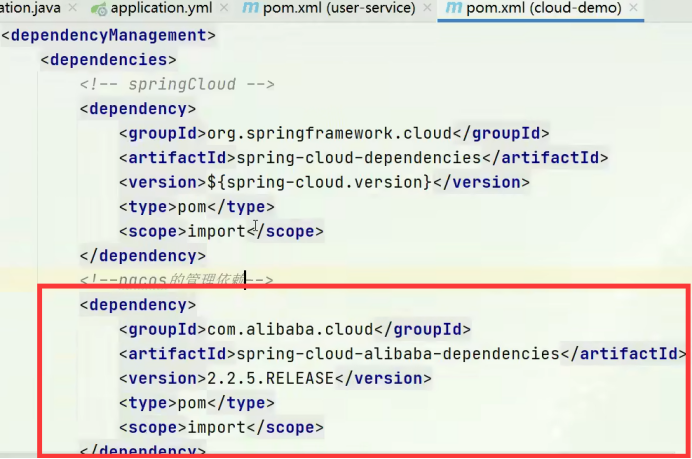 ation.java × application.yml × pom.xml (user-service) × pom.xml (cloud-demo) ×
<dependencyManagement>
<dependencies>
<!-- springCloud -->
<dependency>
<groupId>org.springframework.cloud</groupId>
<artifactId>spring-cloud-dependencies</artifactId>
<version>${spring-cloud.version}</version>
<type>pom</type>
<scope>import</scope>
</dependency>
<!--nacos的管理依赖-->
<dependency>
<groupId>com.alibaba.cloud</groupId>
<artifactId>spring-cloud-alibaba-dependencies</artifactId>
<version>2.2.5.RELEASE</version>
<type>pom</type>
<scope>import</scope>
</dependency>